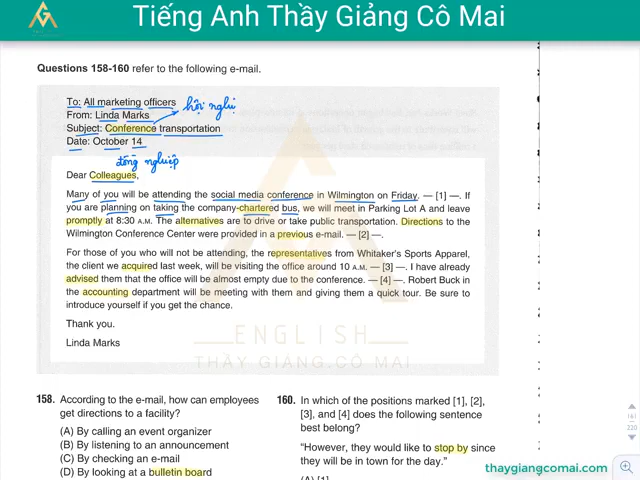 Tiếng Anh Thầy Giảng Cô Mai
Questions 158-160 refer to the following e-mail.
To: All marketing officers
hội nghị
From: Linda Marks
Subject: Conference transportation
Date: October 14
tổng nghiệp
Dear Colleagues,
Many of you will be attending the social media conference in Wilmington on Friday. — [1] —. If
you are planning on taking the company-chartered bus, we will meet in Parking Lot A and leave
promptly at 8:30 A.M. The alternatives are to drive or take public transportation. Directions to the
Wilmington Conference Center were provided in a previous e-mail. — [2] —.
For those of you who will not be attending, the representatives from Whitaker's Sports Apparel,
the client we acquired last week, will be visiting the office around 10 A.M. — [3] —. I have already
advised them that the office will be almost empty due to the conference. — [4] —. Robert Buck in
the accounting department will be meeting with them and giving them a quick tour. Be sure to
introduce yourself if you get the chance.
Thank you.
Linda Marks
ENGLISH
THẦY GIẢNG CÔ MAI
158. According to the e-mail, how can employees
get directions to a facility?
(A) By calling an event organizer
(B) By listening to an announcement
(C) By checking an e-mail
(D) By looking at a bulletin board
160. In which of the positions marked [1], [2],
[3], and [4] does the following sentence
best belong?
"However, they would like to stop by since
they will be in town for the day."
(A) [1]
161
220
thaygiangcomai.com